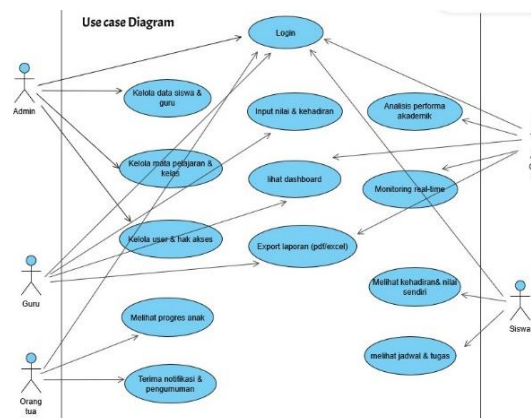 Use case Diagram
Login
Admin
Kelola data siswa &
guru
Input nilai & kehadiran
Analisis performa
akademik
Kelola mata pelajaran &
kelas
lihat dashboard
Monitoring real-time
Kelola user & hak akses
Export laporan (pdf/excel)
Guru
Melihat kehadiran& nilai
sendiri
Siswa
Melihat progres anak
melihat jadwal & tugas
Orang
tua
Terima notifikasi &
pengumuman